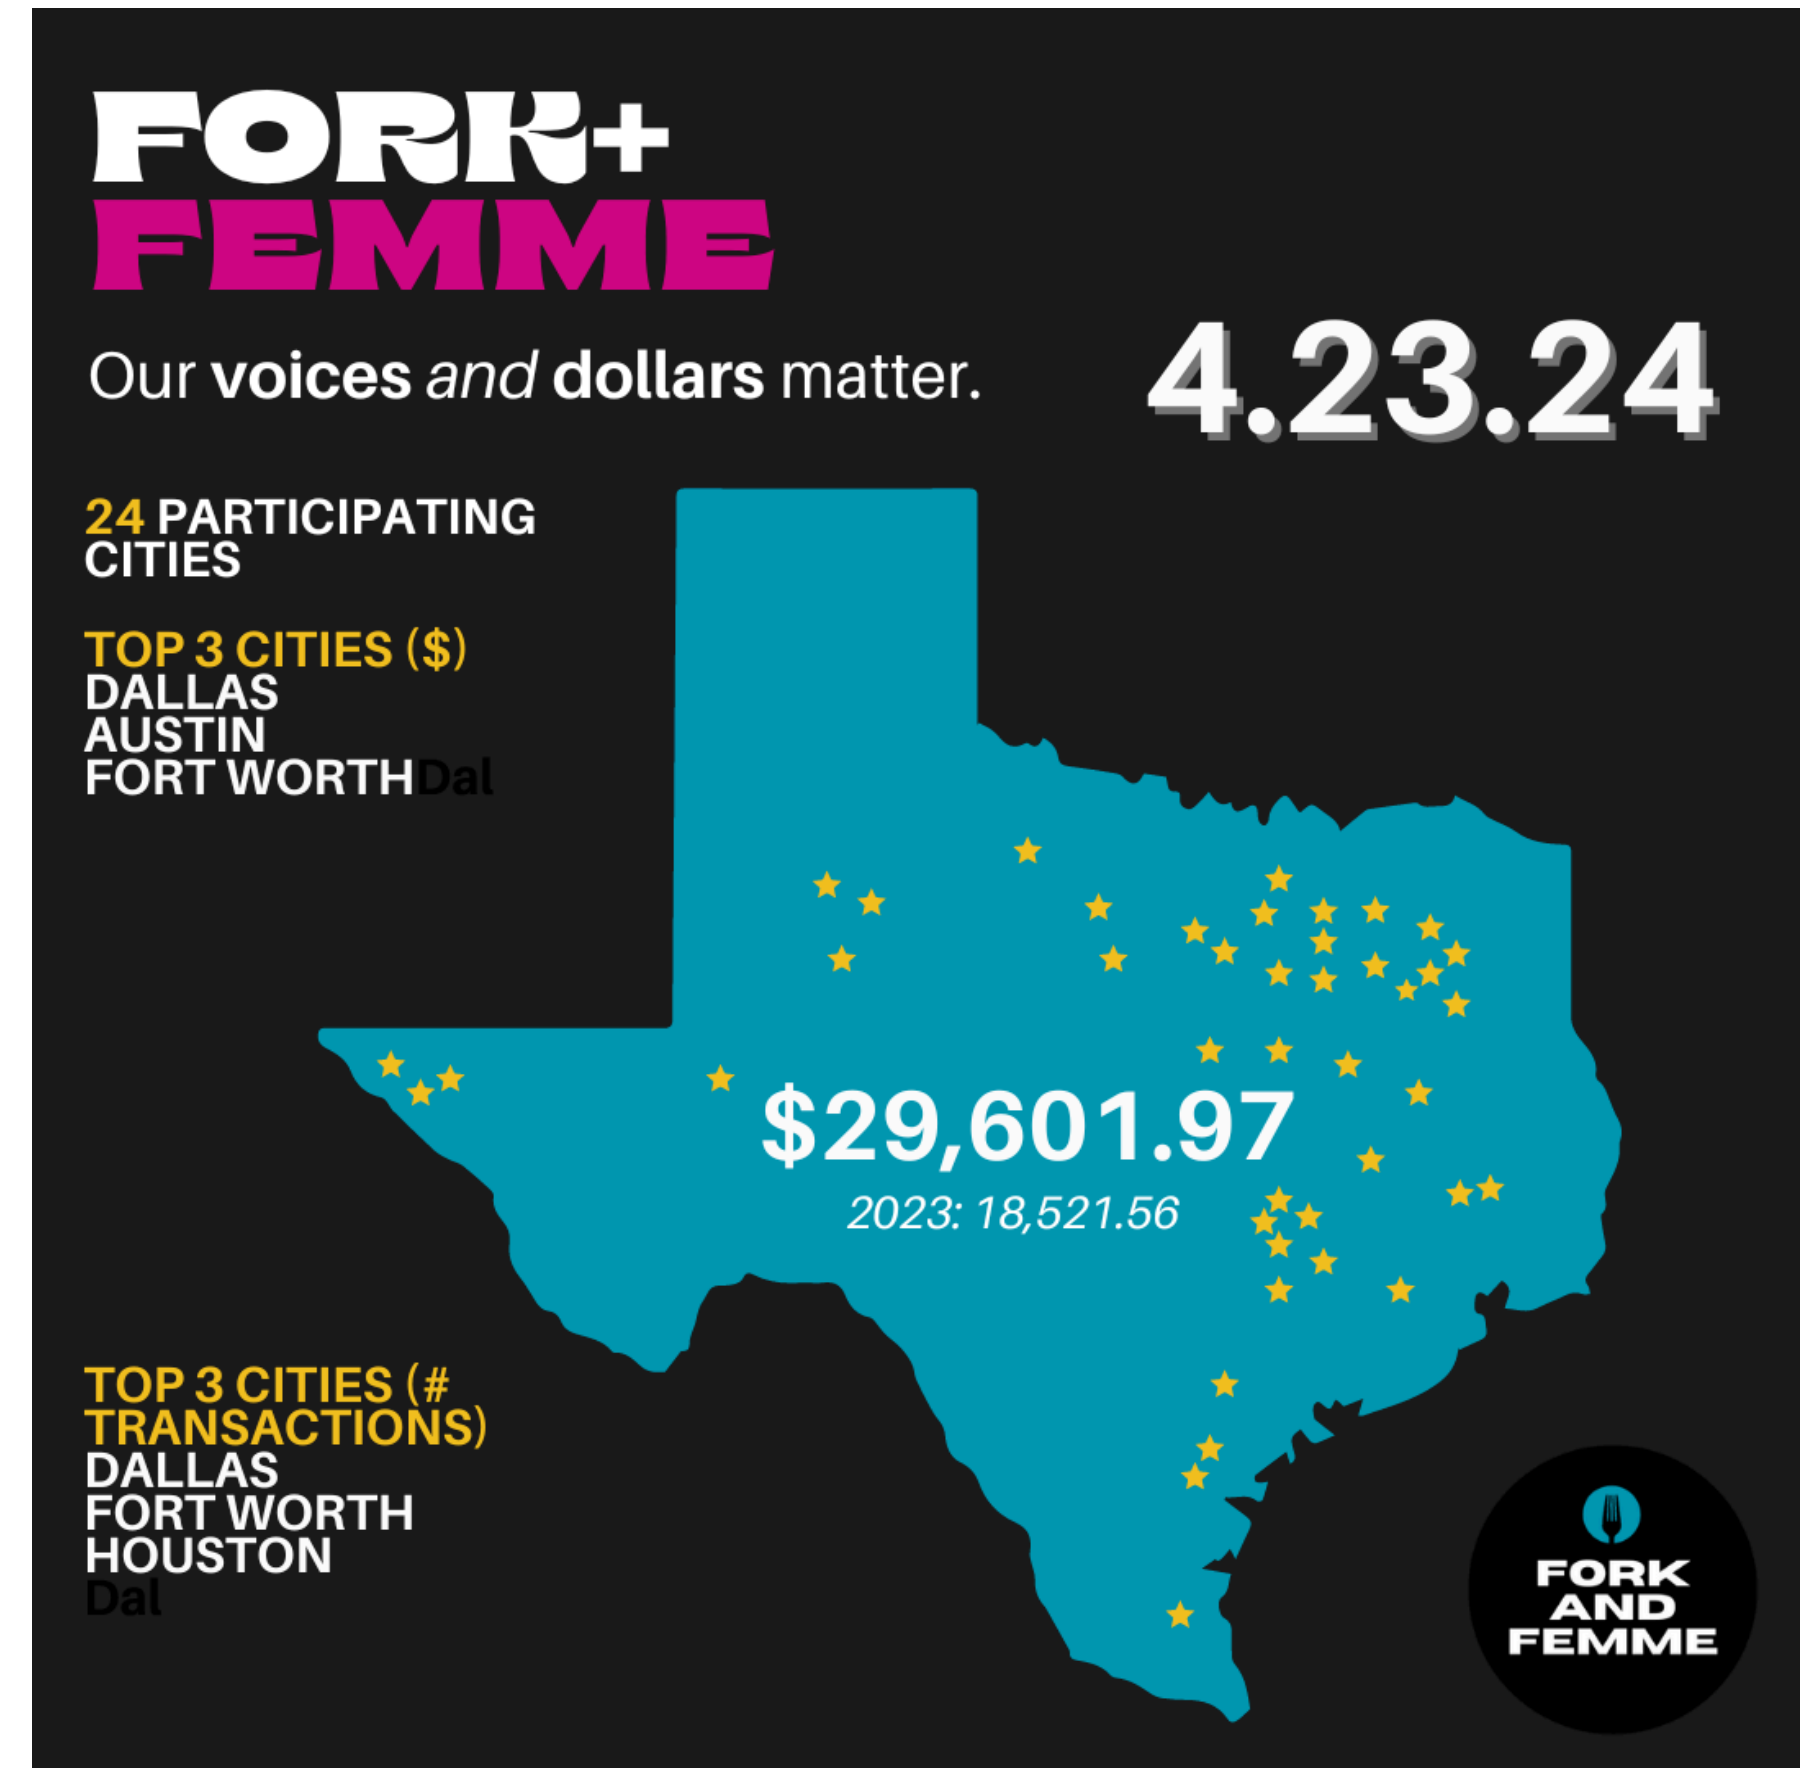 FORK+
FEMME
Our voices and dollars matter.
4.23.24
24 PARTICIPATING
CITIES
TOP 3 CITIES ($)
DALLAS
AUSTIN
FORT WORTHDal
$29,601.97
2023: 18,521.56
TOP 3 CITIES (#
TRANSACTIONS)
DALLAS
FORT WORTH
HOUSTON
Dal
FORK
AND
FEMME